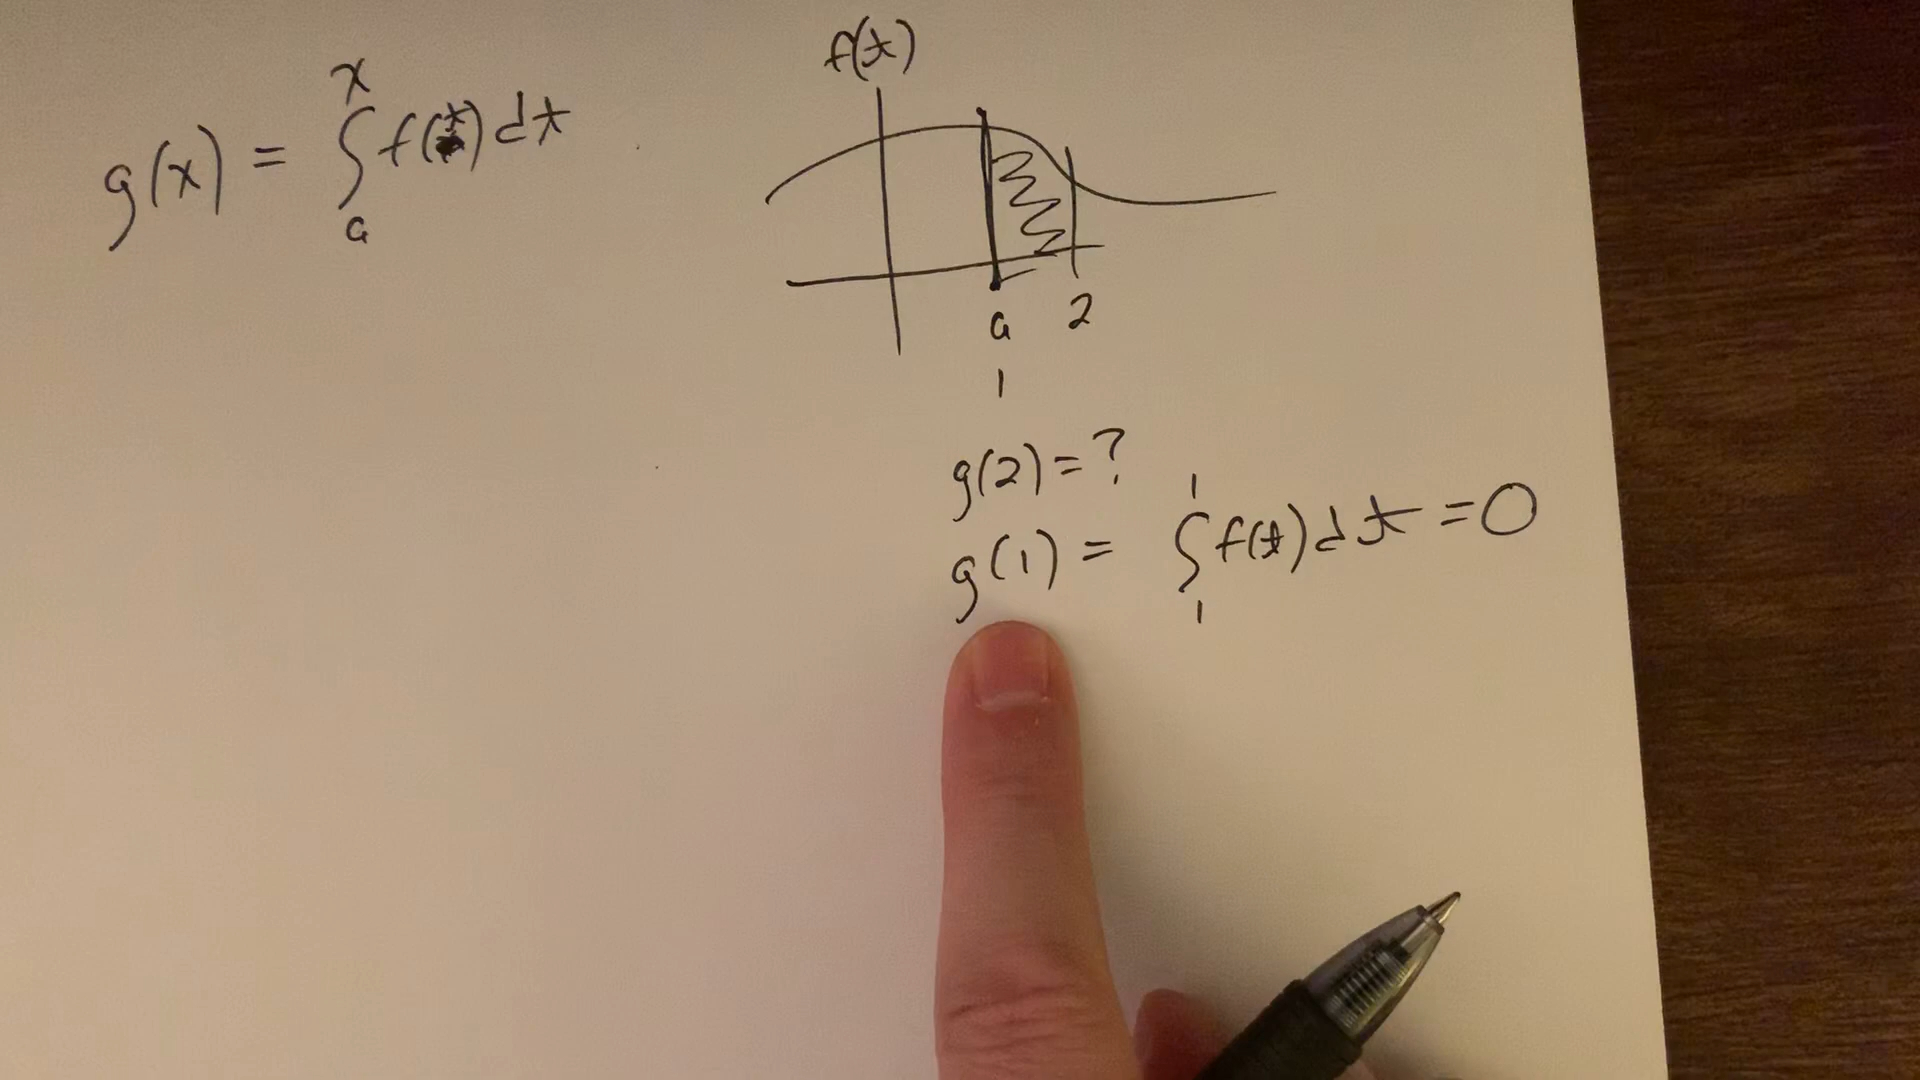 g(x) = ∫ₐˣ f(t) dt
f(t)
a 2
1
g(2) = ?
g(1) = ∫₁¹ f(t) dt = 0